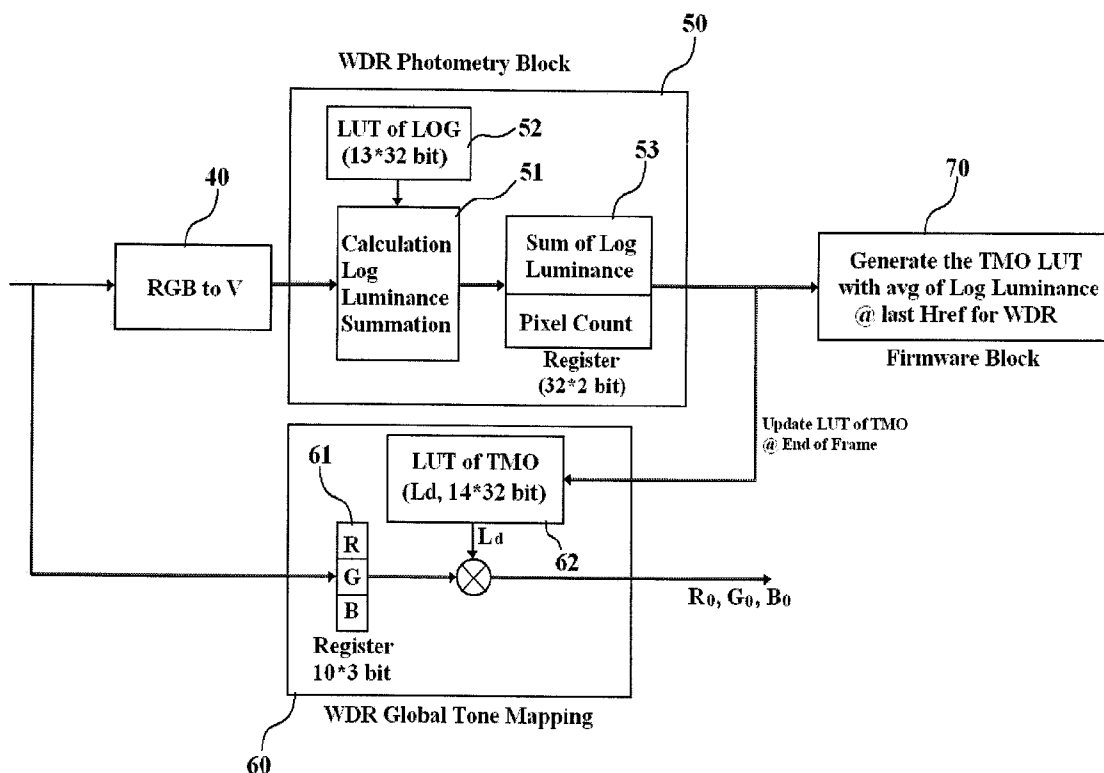 50
WDR Photometry Block
LUT of LOG
(13*32 bit)
52
51
53
70
40
RGB to V
Calculation
Log
Luminance
Summation
Sum of Log
Luminance
Pixel Count
Register
(32*2 bit)
Generate the TMO LUT
with avg of Log Luminance
@ last Href for WDR
Firmware Block
Update LUT of TMO
@ End of Frame
61
LUT of TMO
(Ld, 14*32 bit)
62
Ld
R
G
B
Register
10*3 bit
R0, G0, B0
WDR Global Tone Mapping
60